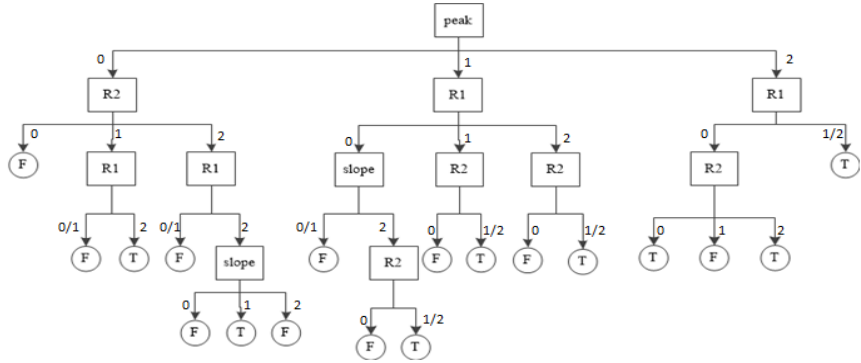 peak
0 1 2
R2 R1 R1
0 1 2 0 1 2 0 1/2
F R1 R1 slope R2 R2 R2 T
0/1 2 0/1 2 0/1 2 0 1/2 0 1/2 0 1 2
F T F slope F R2 F T F T T F T
0 1 2 0 1/2
F T F F T